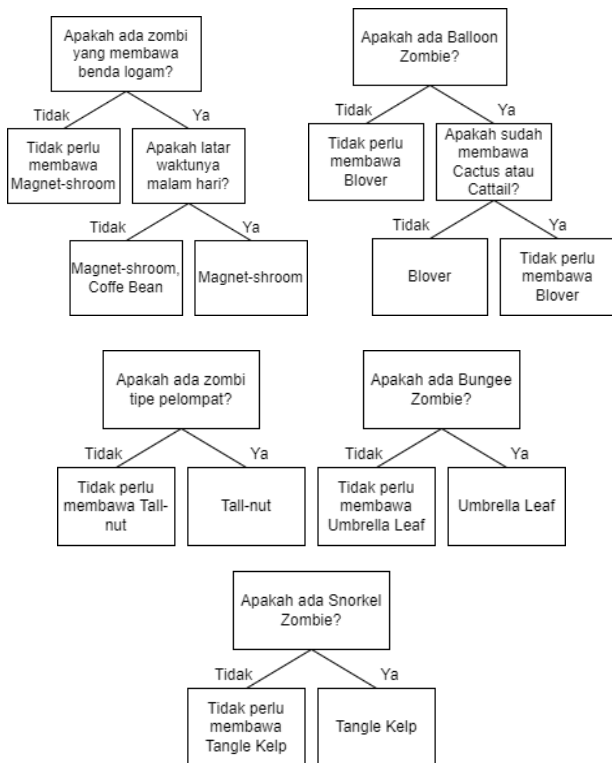 Apakah ada zombi
yang membawa
benda logam?
Tidak
Ya
Tidak perlu
membawa
Magnet-shroom
Apakah latar
waktunya
malam hari?
Tidak
Ya
Magnet-shroom,
Coffe Bean
Magnet-shroom
Apakah ada Balloon
Zombie?
Tidak
Ya
Tidak perlu
membawa
Blover
Apakah sudah
membawa
Cactus atau
Cattail?
Tidak
Ya
Blover
Tidak perlu
membawa
Blover
Apakah ada zombi
tipe pelompat?
Tidak
Ya
Tidak perlu
membawa Tall-
nut
Tall-nut
Apakah ada Bungee
Zombie?
Tidak
Ya
Tidak perlu
membawa
Umbrella Leaf
Umbrella Leaf
Apakah ada Snorkel
Zombie?
Tidak
Ya
Tidak perlu
membawa
Tangle Kelp
Tangle Kelp